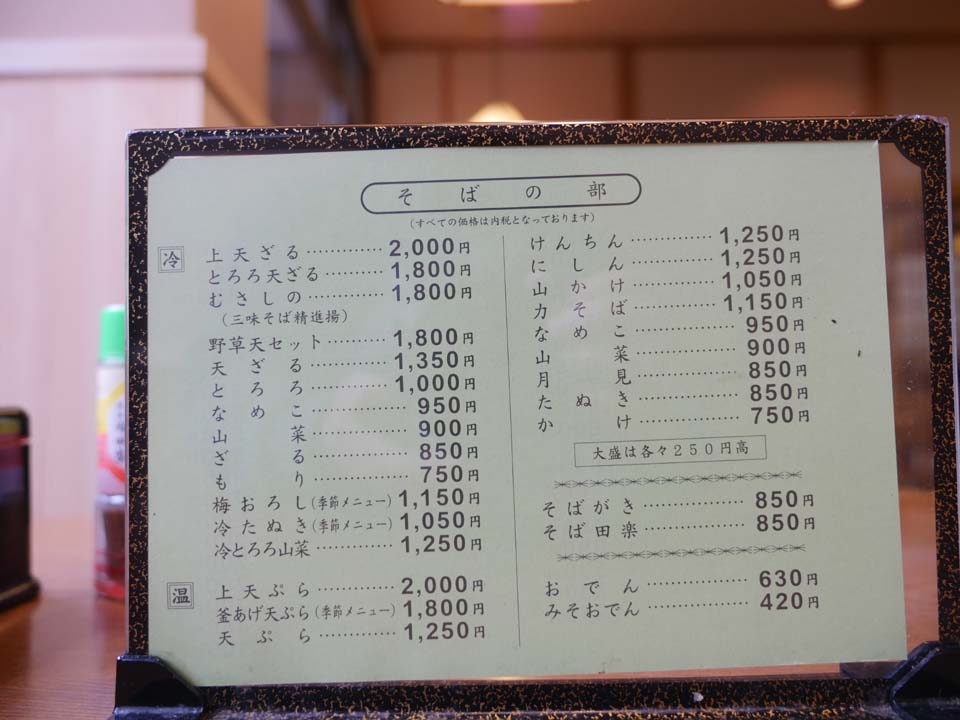 そばの部
(すべての価格は内税となっております)
冷
上天ざる………… 2,000円
とろろ天ざる………… 1,800円
むさしの………… 1,800円
(三味そば精進揚)
野草天セット………… 1,800円
天ざる………… 1,350円
とろろ………… 1,000円
なめこ………… 950円
山菜………… 900円
ざる………… 850円
もり………… 750円
梅おろし(季節メニュー) 1,150円
冷たぬき(季節メニュー) 1,050円
冷とろろ山菜………… 1,250円
温
上天ぷら………… 2,000円
釜あげ天ぷら(季節メニュー) 1,800円
天ぷら………… 1,250円
けんちん………… 1,250円
にしん………… 1,250円
山かけ………… 1,050円
力そば………… 1,150円
なめこ………… 950円
山菜………… 900円
月見………… 850円
たぬき………… 850円
かけ………… 750円
大盛は各々250円高
そばがき………… 850円
そば田楽………… 850円
おでん………… 630円
みそおでん………… 420円